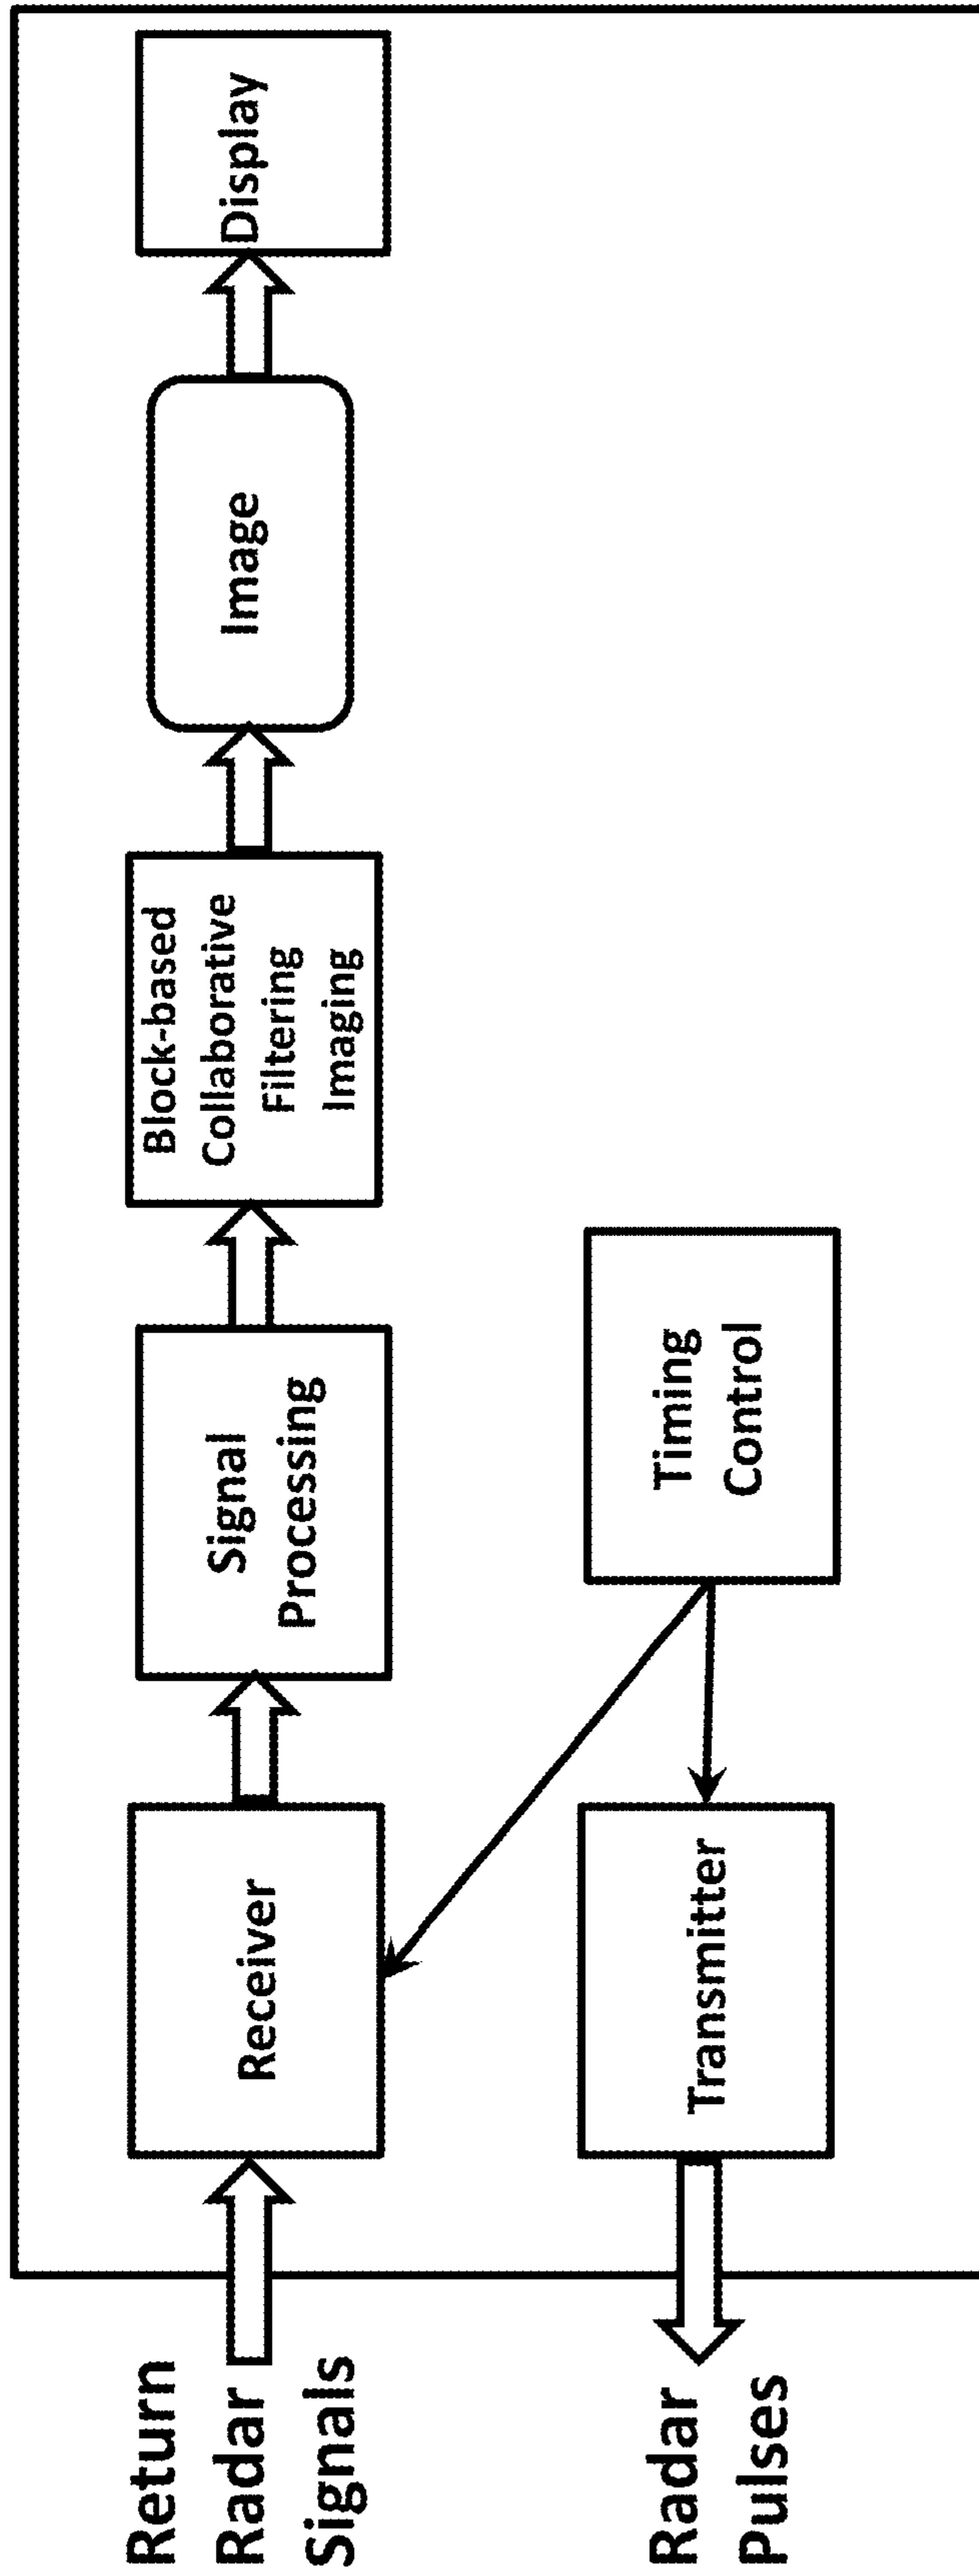 Return
Radar
Signals
Receiver
Signal
Processing
Block-based
Collaborative
Filtering
Imaging
Image
Display
Radar
Pulses
Transmitter
Timing
Control